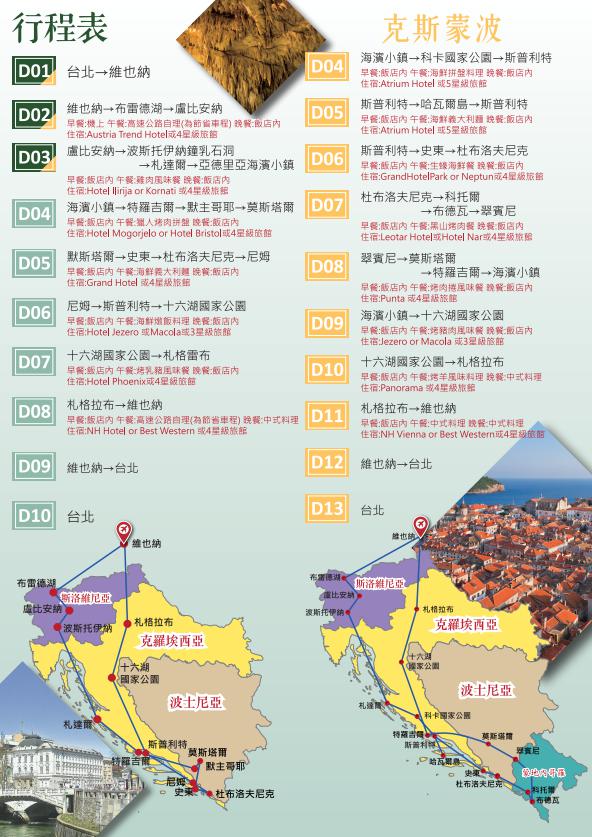 行程表
D01
台北→維也納
D02
維也納→布雷德湖→盧比安納
早餐:機上 午餐:高速公路自理(為節省車程) 晚餐:飯店內
住宿:Austria Trend Hotel或4星級旅館
D03
盧比安納→波斯托伊納鐘乳石洞
→札達爾→亞德里亞海濱小鎮
早餐:飯店內 午餐:雞肉風味餐 晚餐:飯店內
住宿:Hotel Ilirija or Kornati 或4星級旅館
D04
海濱小鎮→特羅吉爾→默主哥耶→莫斯塔爾
早餐:飯店內 午餐:獵人烤肉拼盤 晚餐:飯店內
住宿:Hotel Mogorjelo or Hotel Bristol或4星級旅館
D05
默斯塔爾→史東→杜布洛夫尼克→尼姆
早餐:飯店內 午餐:海鮮義大利麵 晚餐:飯店內
住宿:Grand Hotel 或4星級旅館
D06
尼姆→斯普利特→十六湖國家公園
早餐:飯店內 午餐:海鮮燉飯料理 晚餐:飯店內
住宿:Hotel Jezero 或Macola或3星級旅館
D07
十六湖國家公園→札格雷布
早餐:飯店內 午餐:烤乳豬風味餐 晚餐:飯店內
住宿:Hotel Phoenix或4星級旅館
D08
札格拉布→維也納
早餐:飯店內 午餐:高速公路自理(為節省車程) 晚餐:中式料理
住宿:NH Hotel or Best Western 或4星級旅館
D09
維也納→台北
D10
台北
克斯蒙波
D04
海濱小鎮→科卡國家公園→斯普利特
早餐:飯店內 午餐:海鮮拼盤料理 晚餐:飯店內
住宿:Atrium Hotel 或5星級旅館
D05
斯普利特→哈瓦爾島→斯普利特
早餐:飯店內 午餐:海鮮義大利麵 晚餐:飯店內
住宿:Atrium Hotel 或5星級旅館
D06
斯普利特→史東→杜布洛夫尼克
早餐:飯店內 午餐:生蠔海鮮餐 晚餐:飯店內
住宿:GrandHotelPark or Neptun或4星級旅館
D07
杜布洛夫尼克→科托爾
→布德瓦→翠賓尼
早餐:飯店內 午餐:黑山烤肉餐 晚餐:飯店內
住宿:Leotar Hotel或Hotel Nar或4星級旅館
D08
翠賓尼→莫斯塔爾
→特羅吉爾→海濱小鎮
早餐:飯店內 午餐:烤肉捲風味餐 晚餐:飯店內
住宿:Punta 或4星級旅館
D09
海濱小鎮→十六湖國家公園
早餐:飯店內 午餐:烤豬肉風味餐 晚餐:飯店內
住宿:Jezero or Macola 或3星級旅館
D10
十六湖國家公園→札格拉布
早餐:飯店內 午餐:烤羊風味料理 晚餐:中式料理
住宿:Panorama 或4星級旅館
D11
札格拉布→維也納
早餐:飯店內 午餐:中式料理 晚餐:中式料理
住宿:NH Vienna or Best Western或4星級旅館
D12
維也納→台北
D13
台北
維也納
布雷德湖
斯洛維尼亞
盧比安納
波斯托伊納
札格拉布
克羅埃西亞
十六湖
國家公園
波士尼亞
札達爾
斯普利特
特羅吉爾
莫斯塔爾
默主哥耶
尼姆
史東
杜布洛夫尼克
維也納
布雷德湖
斯洛維尼亞
盧比安納
波斯托伊納
札格拉布
克羅埃西亞
十六湖
國家公園
波士尼亞
札達爾
科卡國家公園
特羅吉爾
斯普利特
莫斯塔爾
哈瓦爾島
翠賓尼
史東
蒙地內哥羅
杜布洛夫尼克
科托爾
布德瓦